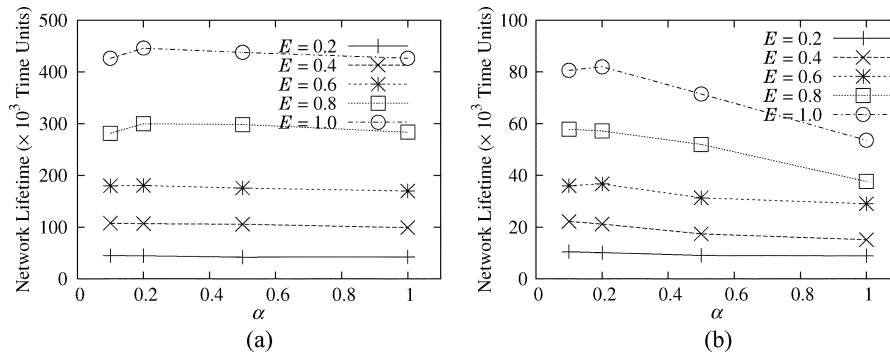 Network Lifetime (× 10³ Time Units)
500
400
300
200
100
0
0 0.2 0.4 0.6 0.8 1
α
E = 0.2
E = 0.4
E = 0.6
E = 0.8
E = 1.0
(a)
Network Lifetime (× 10³ Time Units)
100
80
60
40
20
0
0 0.2 0.4 0.6 0.8 1
α
E = 0.2
E = 0.4
E = 0.6
E = 0.8
E = 1.0
(b)